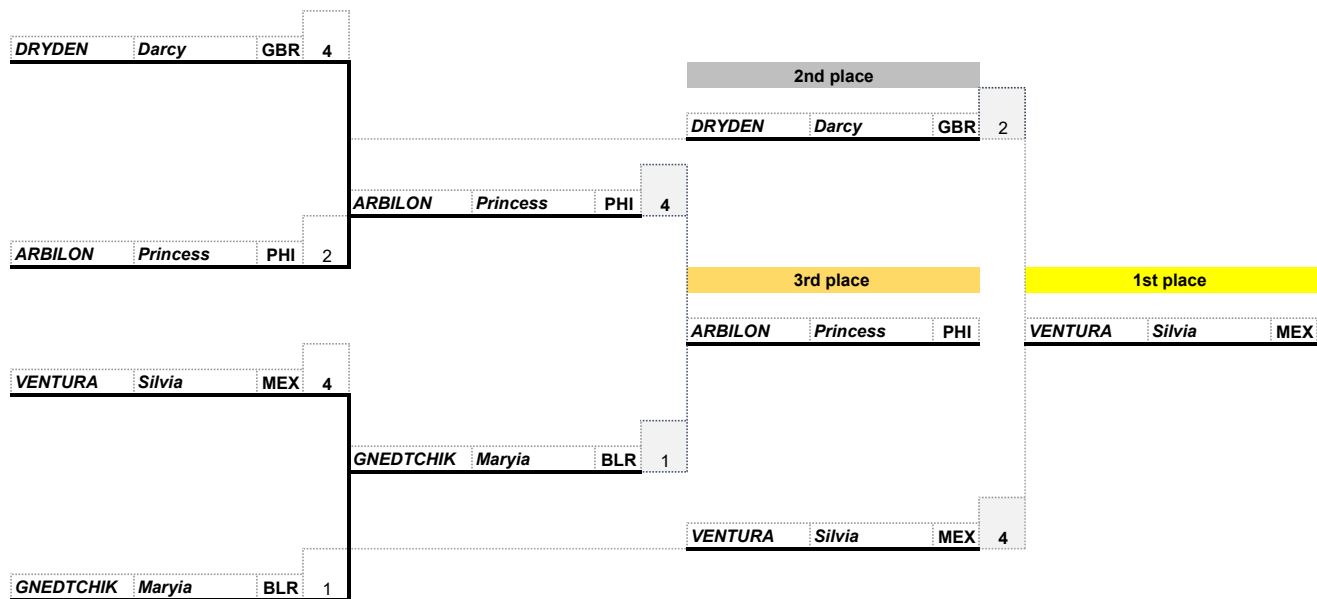 DRYDEN Darcy GBR 4
2nd place
DRYDEN Darcy GBR 2
ARBILON Princess PHI 4
ARBILON Princess PHI 2
3rd place
1st place
ARBILON Princess PHI
VENTURA Silvia MEX
VENTURA Silvia MEX 4
GNEDTCHIK Maryia BLR 1
VENTURA Silvia MEX 4
GNEDTCHIK Maryia BLR 1